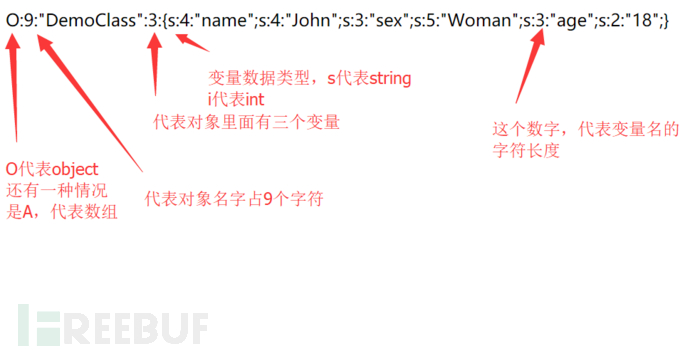 O:9:"DemoClass":3:{s:4:"name";s:4:"John";s:3:"sex";s:5:"Woman";s:3:"age";s:2:"18";}
变量数据类型，s代表string
i代表int
代表对象里面有三个变量
这个数字，代表变量名的
字符长度
O代表object
还有一种情况
是A，代表数组
代表对象名字占9个字符
FREEBUF